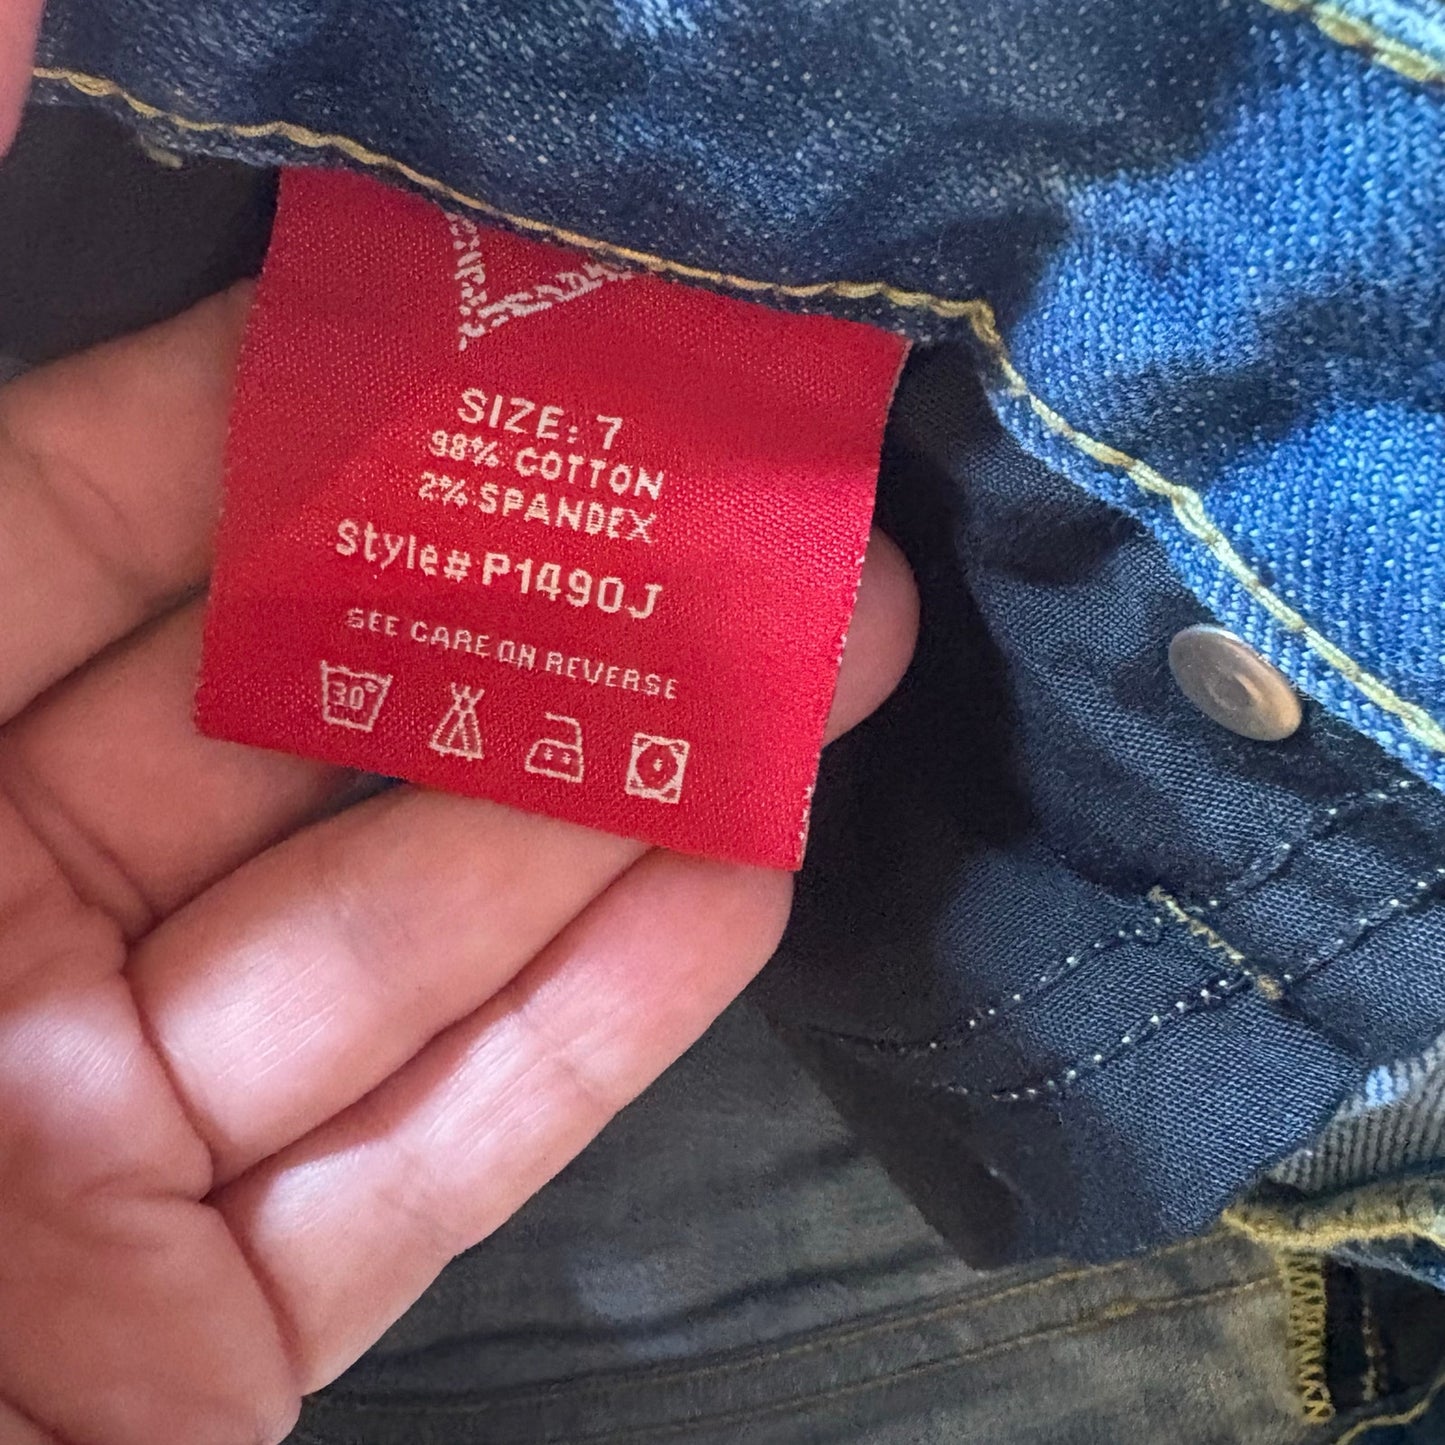 SIZE: 7
98% COTTON
2% SPANDEX
Style# P1490J
SEE CARE ON REVERSE
30°